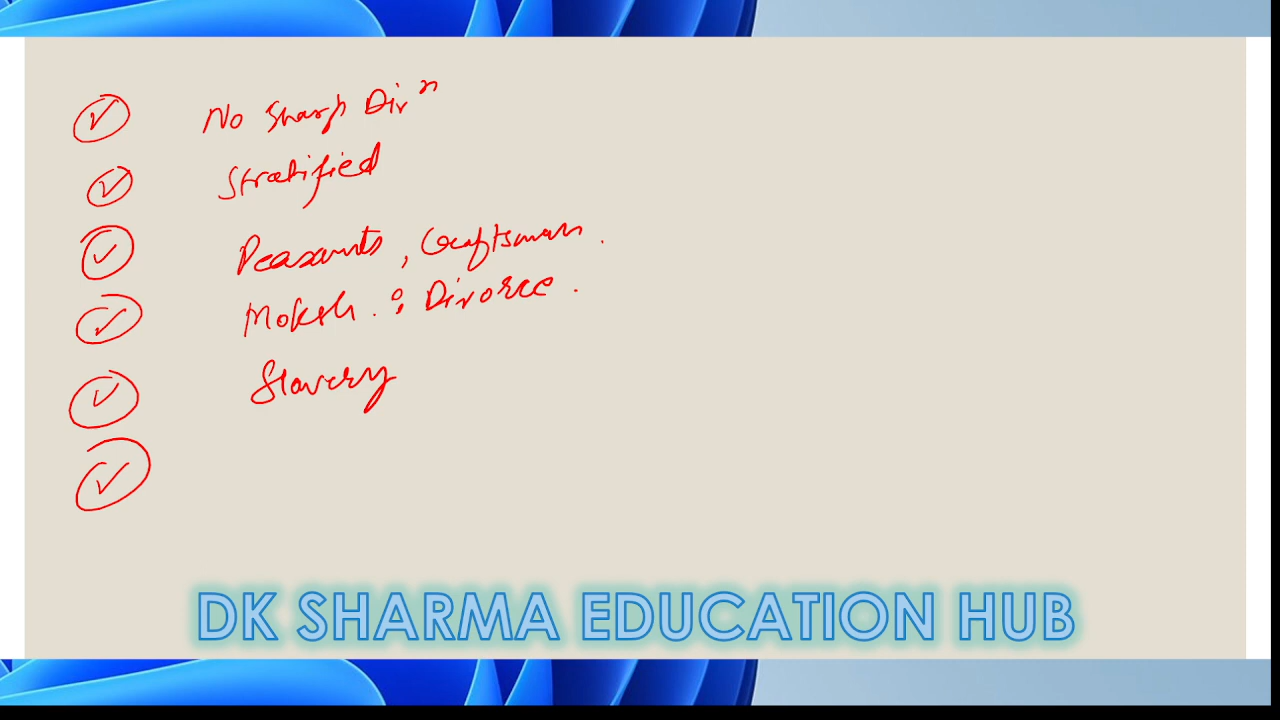 No Sharp Divⁿ
Stratified
Peasants, Craftsman.
Moksh. : Divorce.
Slavery
DK SHARMA EDUCATION HUB